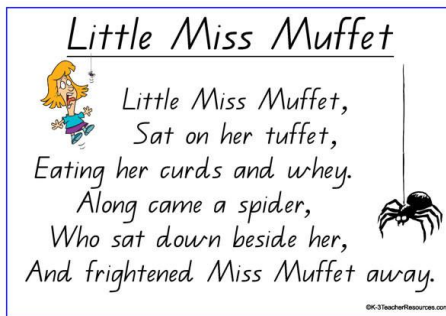 Little Miss Muffet
Little Miss Muffet,
Sat on her tuffet,
Eating her curds and whey.
Along came a spider,
Who sat down beside her,
And frightened Miss Muffet away.
©K-3TeacherResources.com